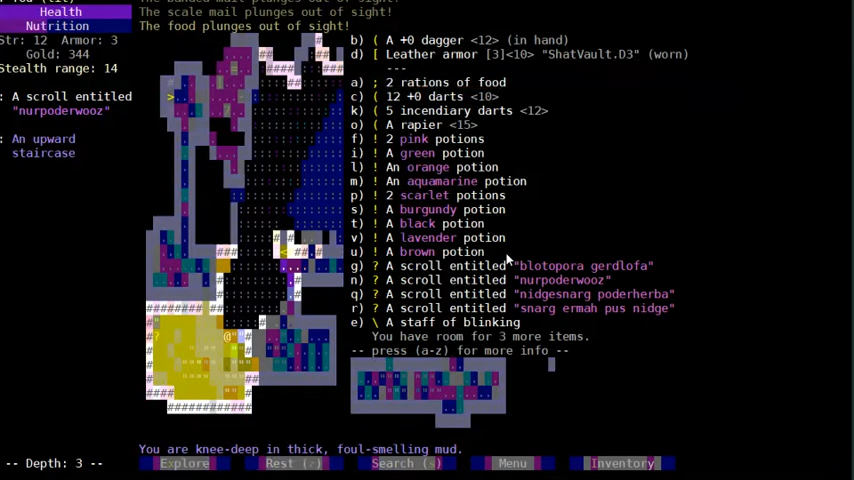 You (lit)
The banded mail plunges out of sight!
Health
The scale mail plunges out of sight!
Nutrition
The food plunges out of sight!
Str: 12 Armor: 3
Gold: 344
Stealth range: 14
: A scroll entitled
"nurpoderwooz"
: An upward
staircase
b) ( A +0 dagger <12> (in hand)
d) [ Leather armor [3]<10> "ShatVault.D3" (worn)
---
a) ; 2 rations of food
c) ( 12 +0 darts <10>
k) ( 5 incendiary darts <12>
o) ( A rapier <15>
f) ! 2 pink potions
i) ! A green potion
l) ! An orange potion
m) ! An aquamarine potion
p) ! 2 scarlet potions
s) ! A burgundy potion
t) ! A black potion
v) ! A lavender potion
u) ! A brown potion
g) ? A scroll entitled "blotopora gerdlofa"
n) ? A scroll entitled "nurpoderwooz"
q) ? A scroll entitled "nidgesnarg poderherba"
r) ? A scroll entitled "snarg ermah pus nidge"
e) \ A staff of blinking
You have room for 3 more items.
-- press (a-z) for more info --
You are knee-deep in thick, foul-smelling mud.
-- Depth: 3 --
Explore
Rest (z)
Search (s)
Menu
Inventory